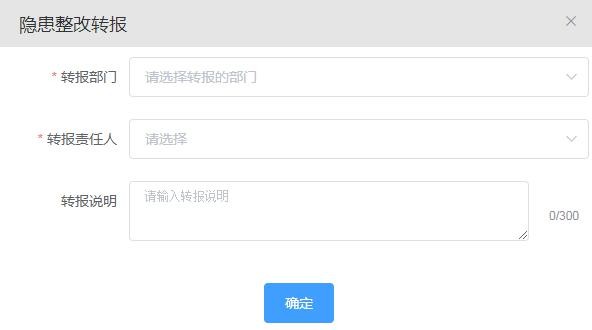 隐患整改转报
* 转报部门 请选择转报的部门
* 转报责任人 请选择
转报说明 请输入转报说明
0/300
确定